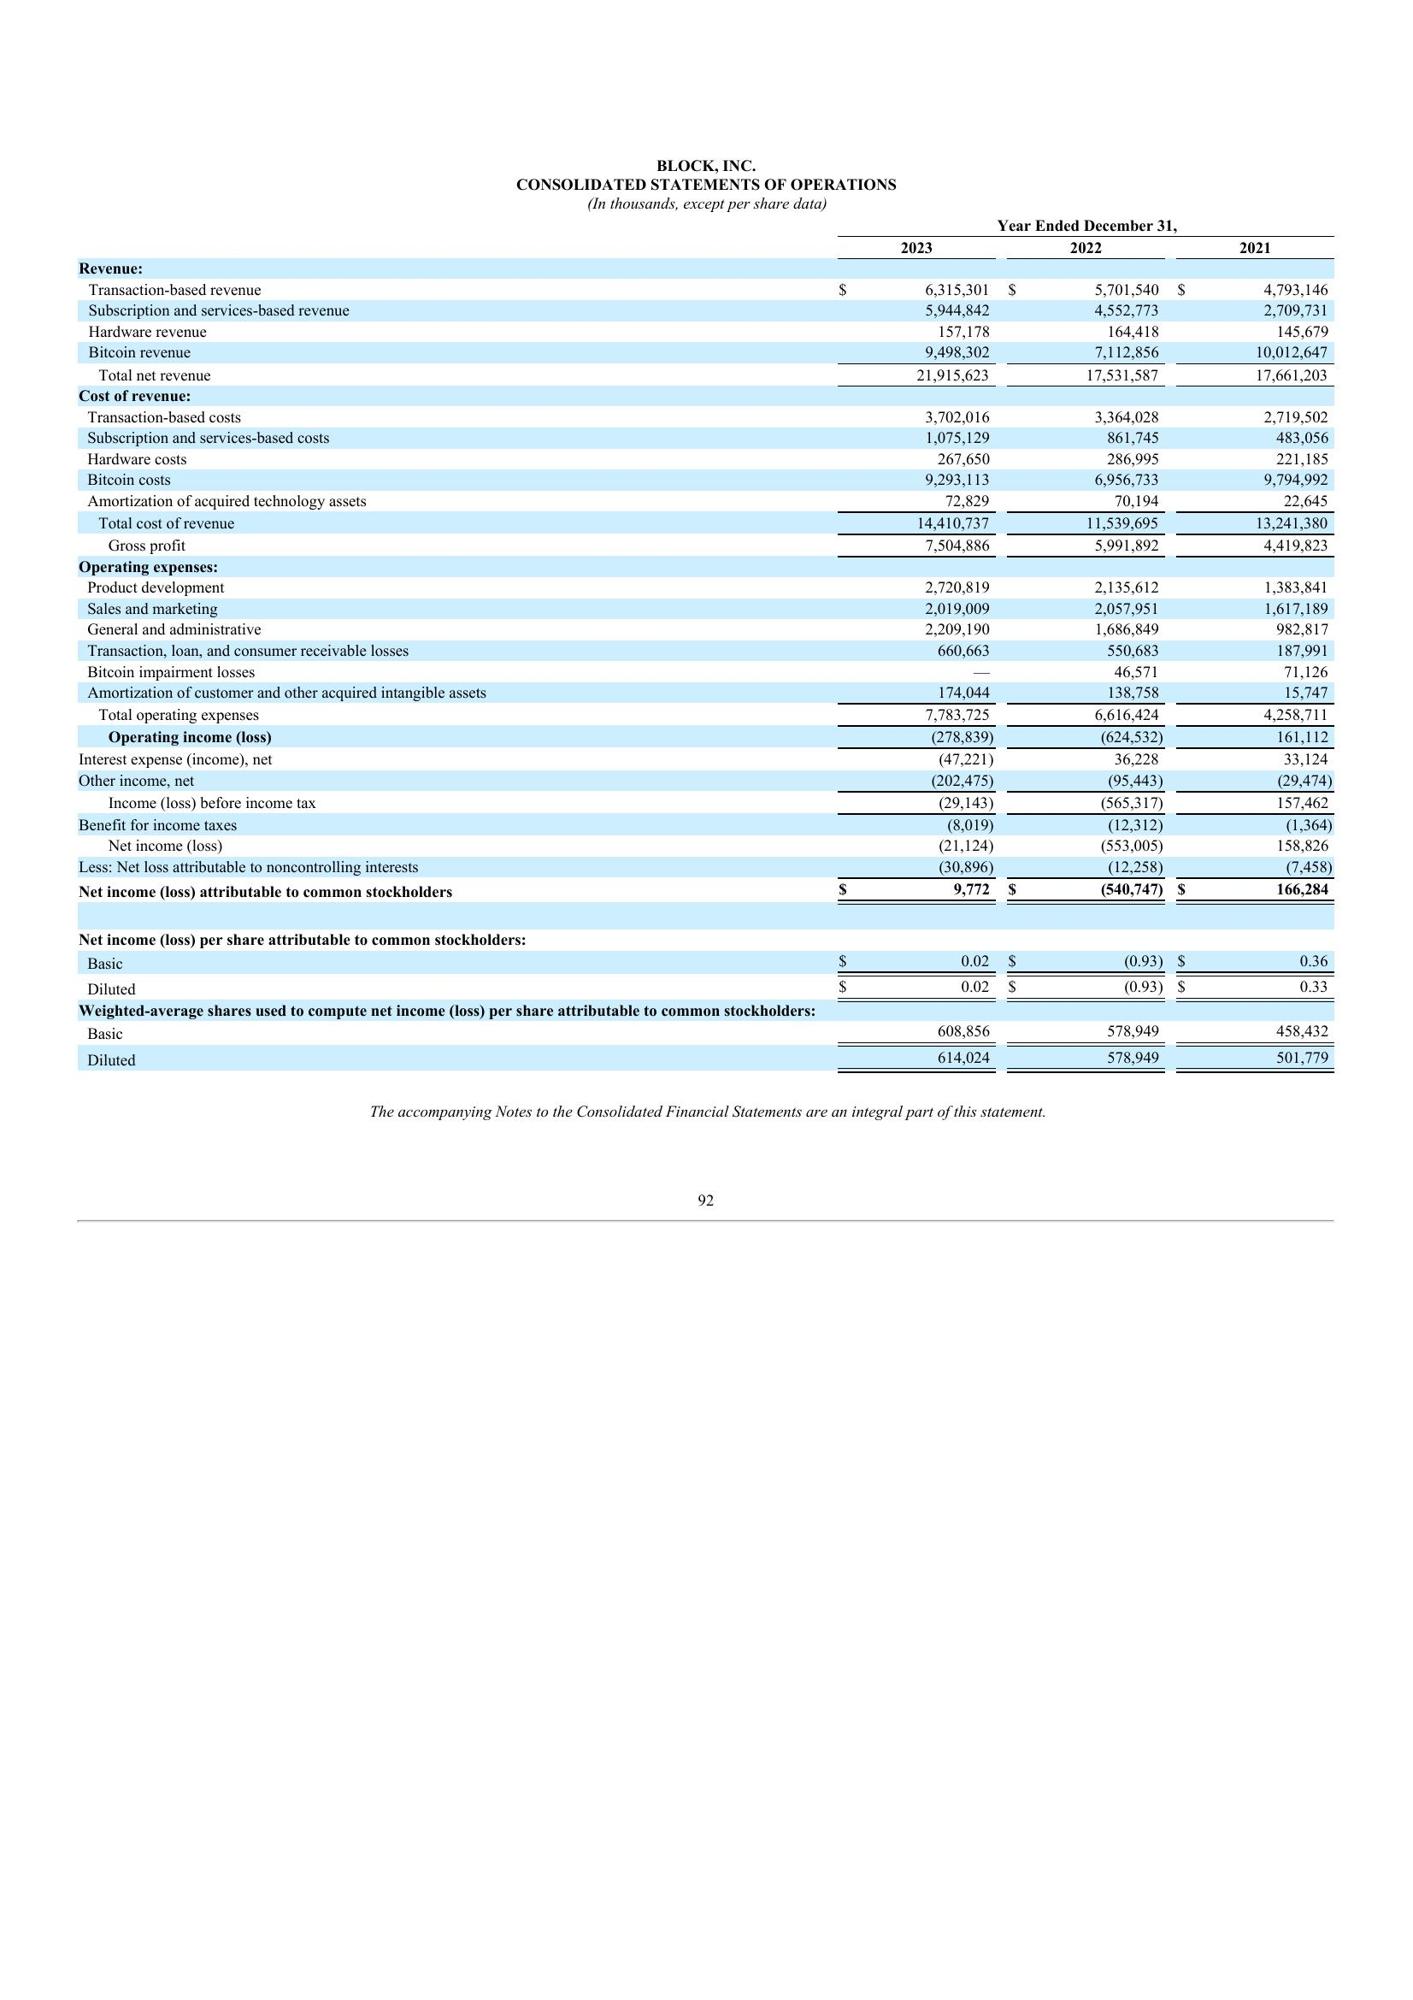 BLOCK, INC.
CONSOLIDATED STATEMENTS OF OPERATIONS
(In thousands, except per share data)
Year Ended December 31,
2023 2022 2021
Revenue:
Transaction-based revenue $ 6,315,301 $ 5,701,540 $ 4,793,146
Subscription and services-based revenue 5,944,842 4,552,773 2,709,731
Hardware revenue 157,178 164,418 145,679
Bitcoin revenue 9,498,302 7,112,856 10,012,647
Total net revenue 21,915,623 17,531,587 17,661,203
Cost of revenue:
Transaction-based costs 3,702,016 3,364,028 2,719,502
Subscription and services-based costs 1,075,129 861,745 483,056
Hardware costs 267,650 286,995 221,185
Bitcoin costs 9,293,113 6,956,733 9,794,992
Amortization of acquired technology assets 72,829 70,194 22,645
Total cost of revenue 14,410,737 11,539,695 13,241,380
Gross profit 7,504,886 5,991,892 4,419,823
Operating expenses:
Product development 2,720,819 2,135,612 1,383,841
Sales and marketing 2,019,009 2,057,951 1,617,189
General and administrative 2,209,190 1,686,849 982,817
Transaction, loan, and consumer receivable losses 660,663 550,683 187,991
Bitcoin impairment losses — 46,571 71,126
Amortization of customer and other acquired intangible assets 174,044 138,758 15,747
Total operating expenses 7,783,725 6,616,424 4,258,711
Operating income (loss) (278,839) (624,532) 161,112
Interest expense (income), net (47,221) 36,228 33,124
Other income, net (202,475) (95,443) (29,474)
Income (loss) before income tax (29,143) (565,317) 157,462
Benefit for income taxes (8,019) (12,312) (1,364)
Net income (loss) (21,124) (553,005) 158,826
Less: Net loss attributable to noncontrolling interests (30,896) (12,258) (7,458)
Net income (loss) attributable to common stockholders $ 9,772 $ (540,747) $ 166,284
Net income (loss) per share attributable to common stockholders:
Basic $ 0.02 $ (0.93) $ 0.36
Diluted $ 0.02 $ (0.93) $ 0.33
Weighted-average shares used to compute net income (loss) per share attributable to common stockholders:
Basic 608,856 578,949 458,432
Diluted 614,024 578,949 501,779
The accompanying Notes to the Consolidated Financial Statements are an integral part of this statement.
92